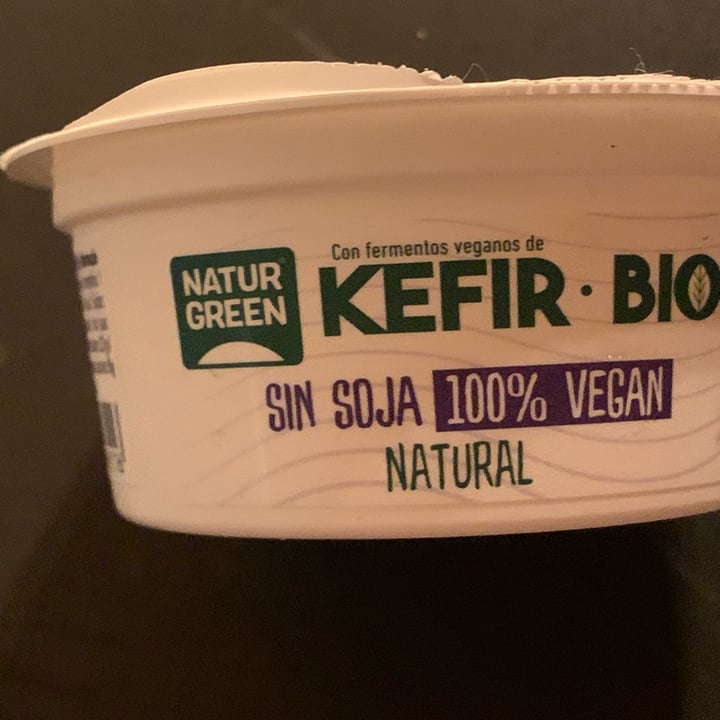 NATUR
GREEN
Con fermentos veganos de
KEFIR · BIO
SIN SOJA 100% VEGAN
NATURAL